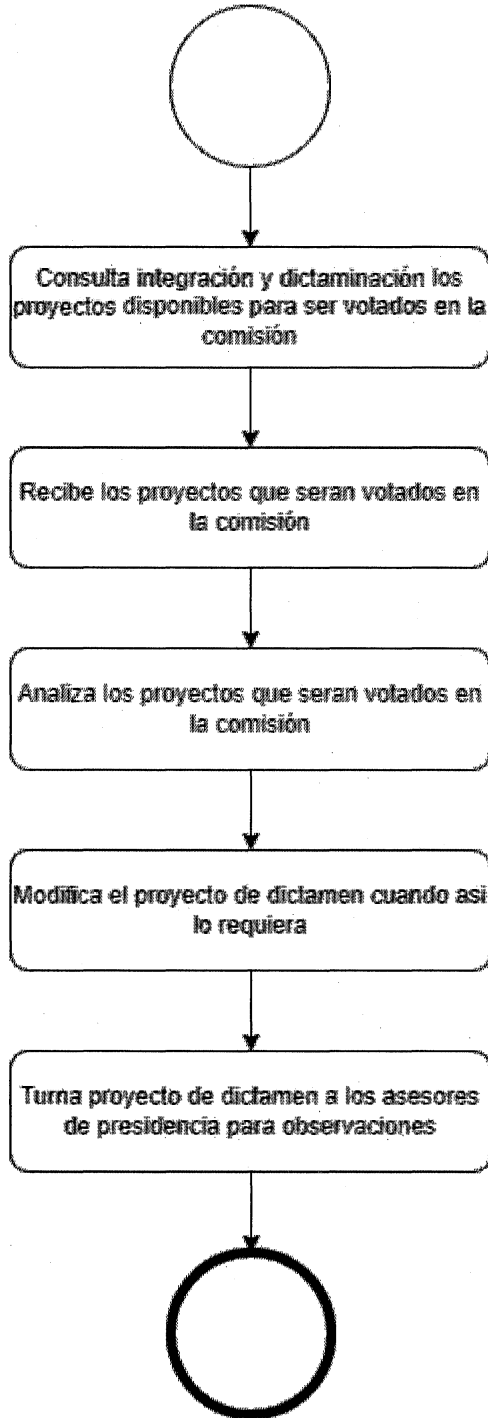 Consulta integración y dictaminación los
proyectos disponibles para ser votados en la
comisión
Recibe los proyectos que seran votados en
la comisión
Analiza los proyectos que seran votados en
la comisión
Modifica el proyecto de dictamen cuando asi
lo requiera
Turna proyecto de dictamen a los asesores
de presidencia para observaciones